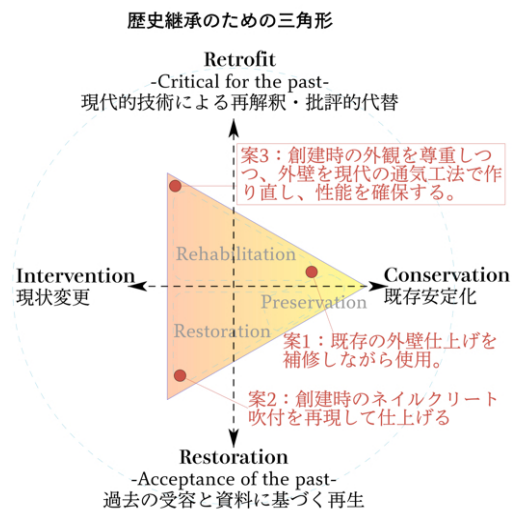 歴史継承のための三角形
Retrofit
-Critical for the past-
現代的技術による再解釈・批評的代替
案3：創建時の外観を尊重しつ
つ、外壁を現代の通気工法で作
り直し、性能を確保する。
Rehabilitation
Intervention
現状変更
Conservation
既存安定化
Preservation
Restoration
案1：既存の外壁仕上げを
補修しながら使用。
案2：創建時のネイルクリート
吹付を再現して仕上げる
Restoration
-Acceptance of the past-
過去の受容と資料に基づく再生